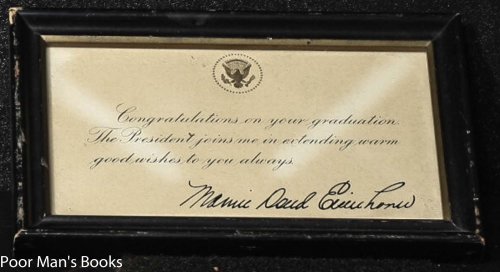 Congratulations on your graduation.
The President joins me in extending warm
good wishes to you always.
Mamie Doud Eisenhower
Poor Man's Books